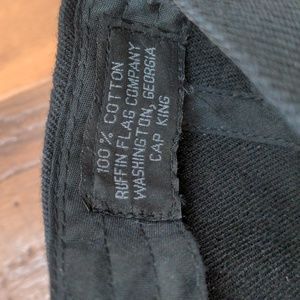 100 % COTTON
RUFFIN FLAG COMPANY
WASHINGTON, GEORGIA
CAP KING